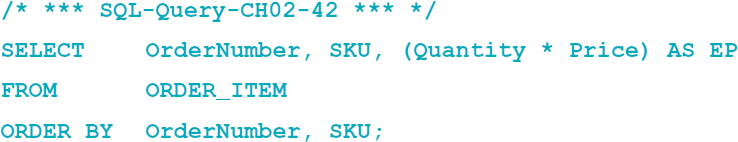 /* *** SQL-Query-CH02-42 *** */
SELECT OrderNumber, SKU, (Quantity * Price) AS EP
FROM ORDER_ITEM
ORDER BY OrderNumber, SKU;